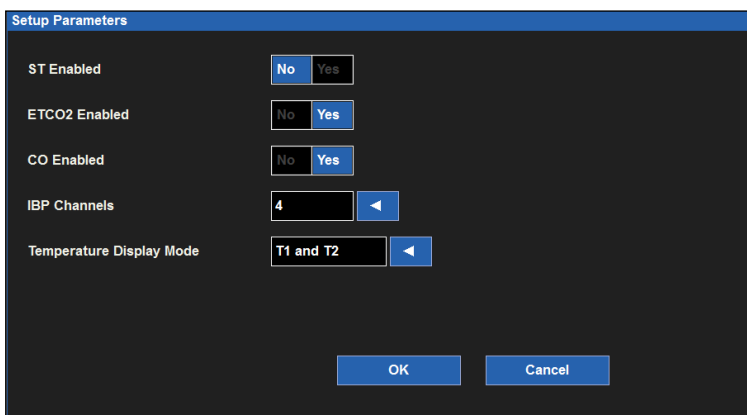 Setup Parameters
ST Enabled No Yes
ETCO2 Enabled No Yes
CO Enabled No Yes
IBP Channels 4
Temperature Display Mode T1 and T2
OK Cancel